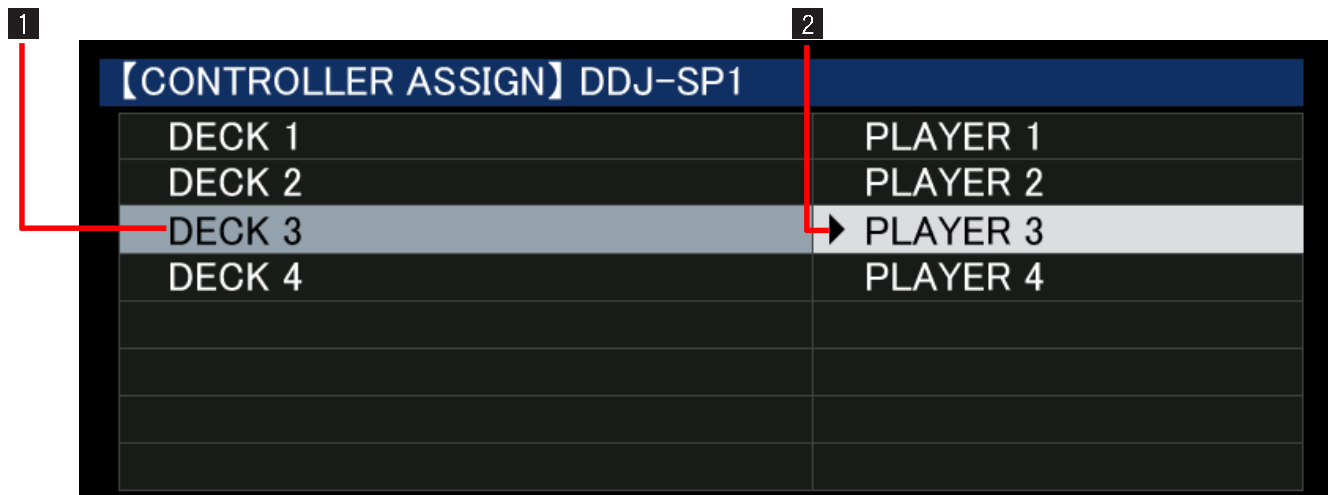 1 2
【CONTROLLER ASSIGN】 DDJ-SP1
DECK 1 PLAYER 1
DECK 2 PLAYER 2
DECK 3 PLAYER 3
DECK 4 PLAYER 4